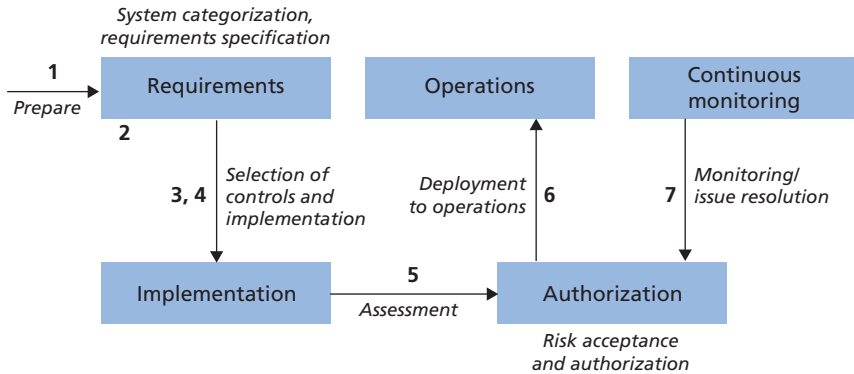 System categorization,
requirements specification
1
Prepare
Requirements
Operations
Continuous
monitoring
2
3, 4
Selection of
controls and
implementation
Deployment
to operations
6
7
Monitoring/
issue resolution
Implementation
5
Assessment
Authorization
Risk acceptance
and authorization